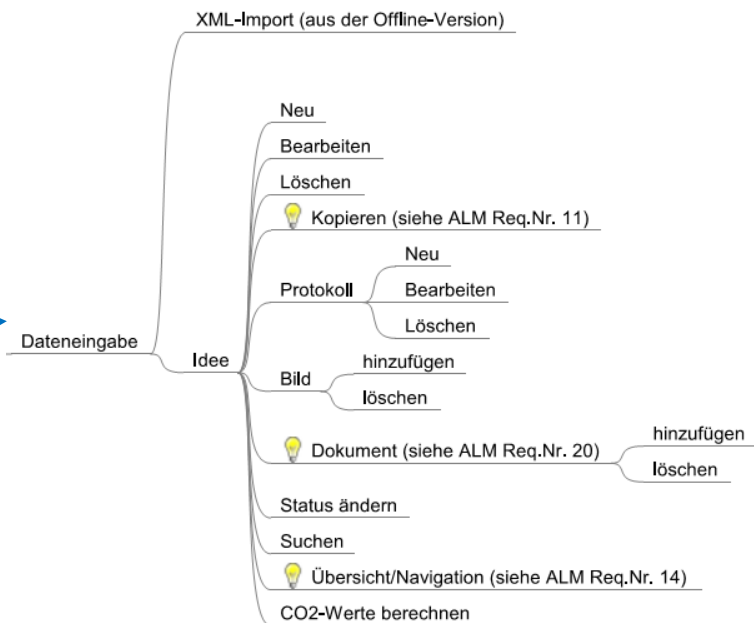 XML-Import (aus der Offline-Version)
Neu
Bearbeiten
Löschen
Kopieren (siehe ALM Req.Nr. 11)
Neu
Protokoll
Bearbeiten
Löschen
Dateneingabe
Idee
hinzufügen
Bild
löschen
hinzufügen
Dokument (siehe ALM Req.Nr. 20)
löschen
Status ändern
Suchen
Übersicht/Navigation (siehe ALM Req.Nr. 14)
CO2-Werte berechnen